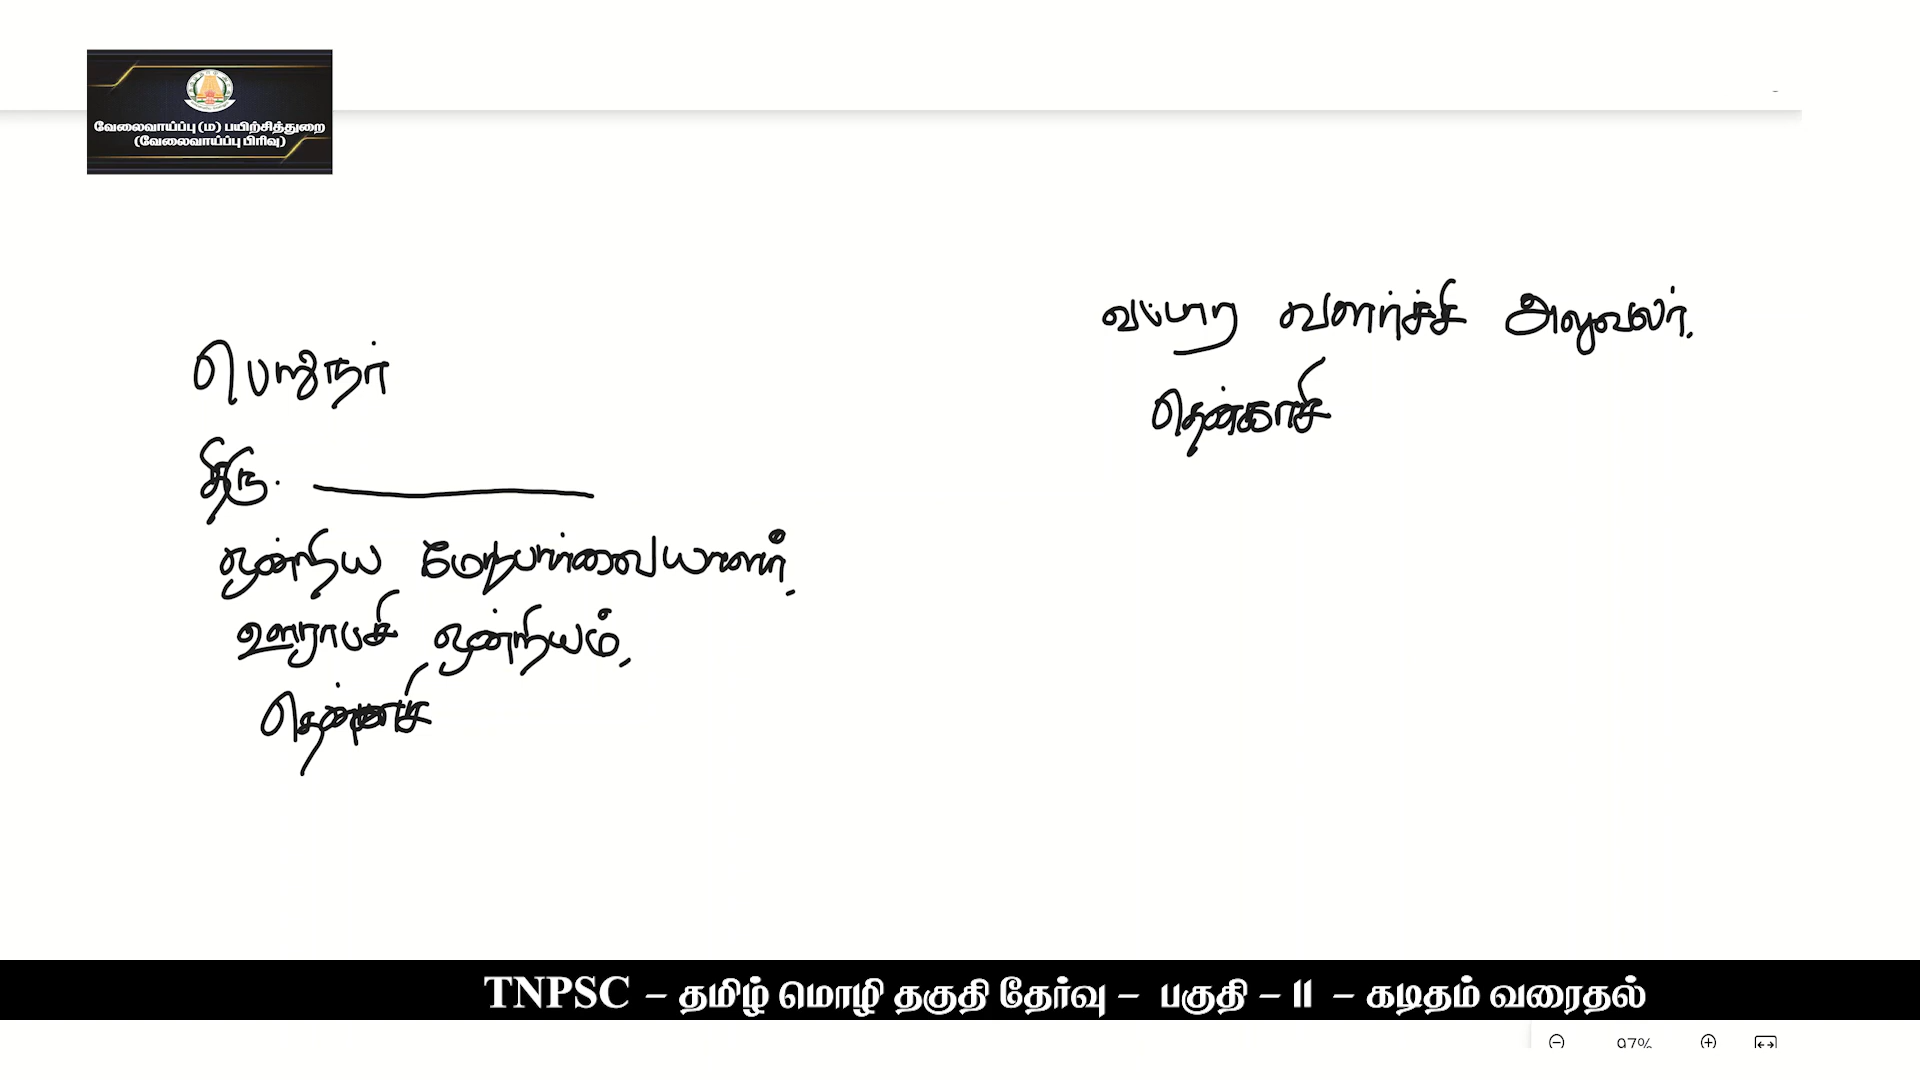 வேலைவாய்ப்பு (ம) பயிற்சித்துறை
(வேலைவாய்ப்பு பிரிவு)
வட்டார வளர்ச்சி அலுவலர்.
தென்காசி
பெறுநர்
திரு.
ஒன்றிய மேற்பார்வையாளர்,
ஊராட்சி ஒன்றியம்,
தென்காசி
TNPSC – தமிழ் மொழி தகுதி தேர்வு – பகுதி – II – கடிதம் வரைதல்
97%